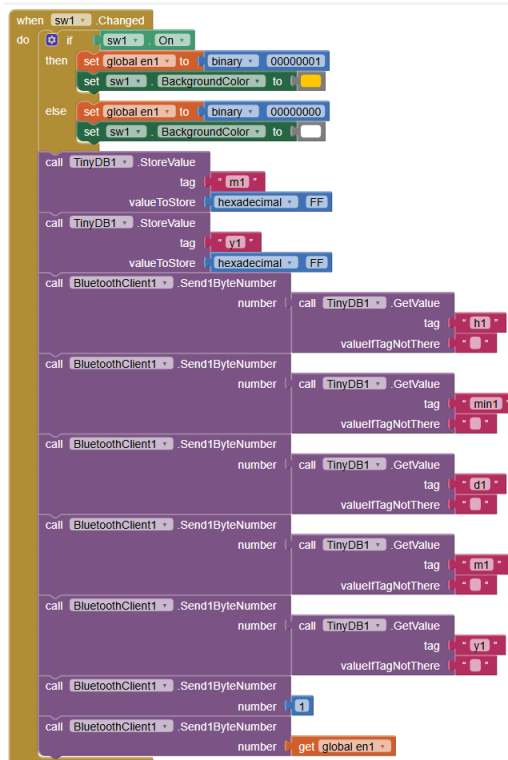 when sw1 .Changed
do if sw1 . On
then set global en1 to binary 00000001
set sw1 . BackgroundColor to
else set global en1 to binary 00000000
set sw1 . BackgroundColor to
call TinyDB1 .StoreValue
tag " m1 "
valueToStore hexadecimal FF
call TinyDB1 .StoreValue
tag " y1 "
valueToStore hexadecimal FF
call BluetoothClient1 .Send1ByteNumber
number call TinyDB1 .GetValue
tag " h1 "
valueIfTagNotThere " "
call BluetoothClient1 .Send1ByteNumber
number call TinyDB1 .GetValue
tag " min1 "
valueIfTagNotThere " "
call BluetoothClient1 .Send1ByteNumber
number call TinyDB1 .GetValue
tag " d1 "
valueIfTagNotThere " "
call BluetoothClient1 .Send1ByteNumber
number call TinyDB1 .GetValue
tag " m1 "
valueIfTagNotThere " "
call BluetoothClient1 .Send1ByteNumber
number call TinyDB1 .GetValue
tag " y1 "
valueIfTagNotThere " "
call BluetoothClient1 .Send1ByteNumber
number 1
call BluetoothClient1 .Send1ByteNumber
number get global en1